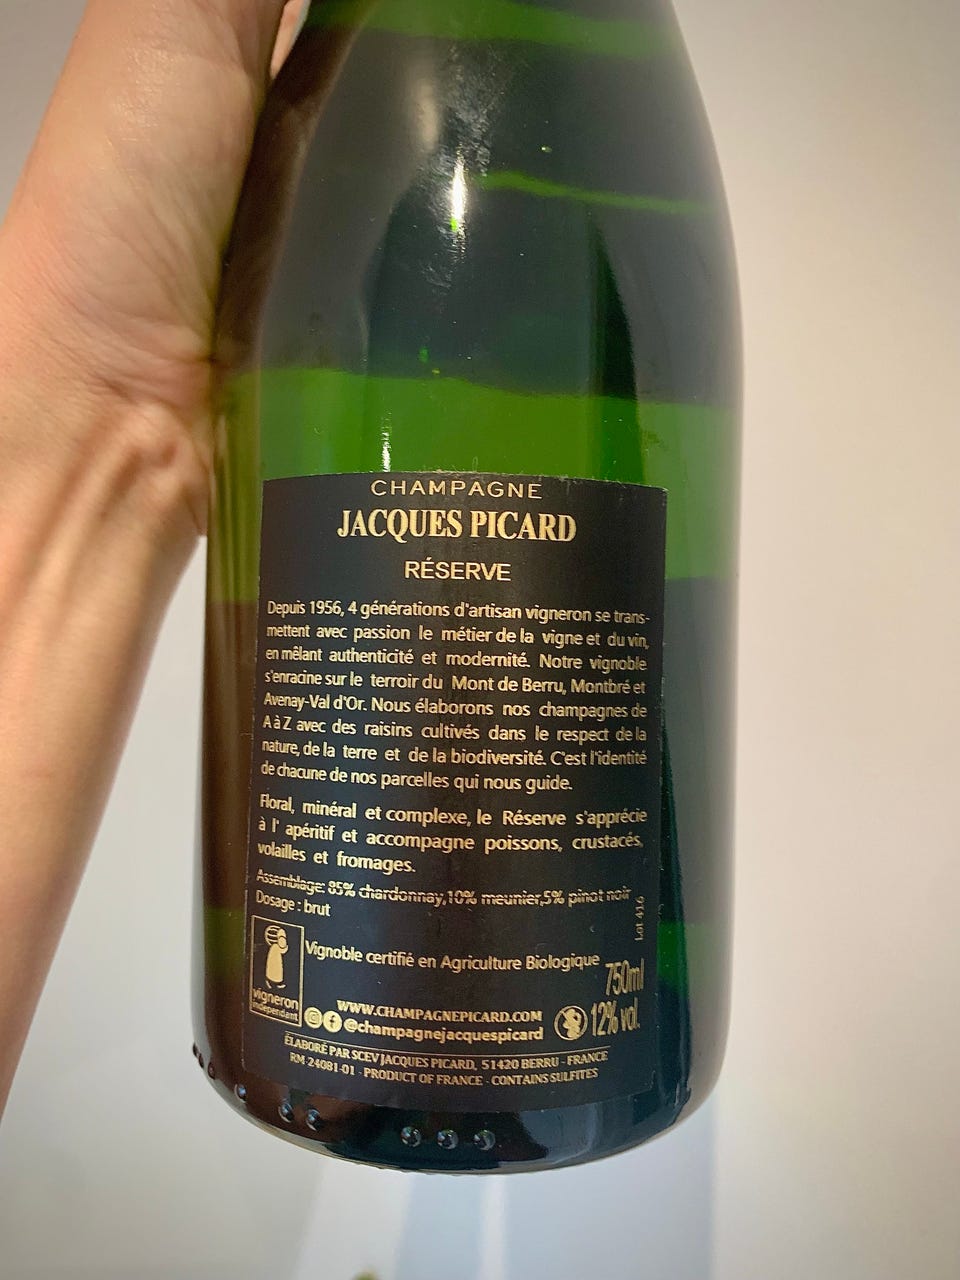 CHAMPAGNE
JACQUES PICARD
RÉSERVE
Depuis 1956, 4 générations d'artisan vigneron se trans-
mettent avec passion le métier de la vigne et du vin,
en mêlant authenticité et modernité. Notre vignoble
s'enracine sur le terroir du Mont de Berru, Montbré et
Avenay-Val d'Or. Nous élaborons nos champagnes de
A à Z avec des raisins cultivés dans le respect de la
nature, de la terre et de la biodiversité. C'est l'identité
de chacune de nos parcelles qui nous guide.
Floral, minéral et complexe, le Réserve s'apprécie
à l' apéritif et accompagne poissons, crustacés,
volailles et fromages.
Assemblage: 85% chardonnay,10% meunier,5% pinot noir
Dosage : brut
Lot 416
Vignoble certifié en Agriculture Biologique
750ml
vigneron
indépendant
WWW.CHAMPAGNEPICARD.COM
@champagnejacquespicard
12% vol.
ÉLABORÉ PAR SCEV JACQUES PICARD, 51420 BERRU - FRANCE
RM-24081-01 - PRODUCT OF FRANCE - CONTAINS SULFITES